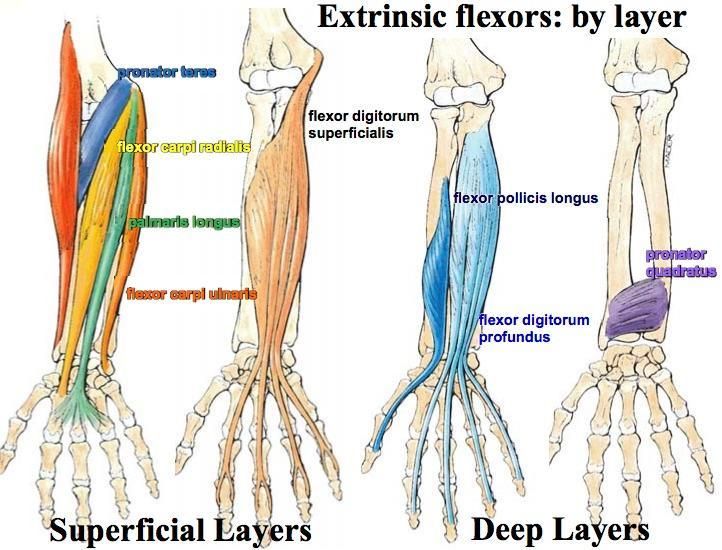 Extrinsic flexors: by layer
pronator teres
flexor digitorum
superficialis
flexor carpi radialis
flexor pollicis longus
palmaris longus
pronator
quadratus
flexor carpi ulnaris
flexor digitorum
profundus
Superficial Layers
Deep Layers